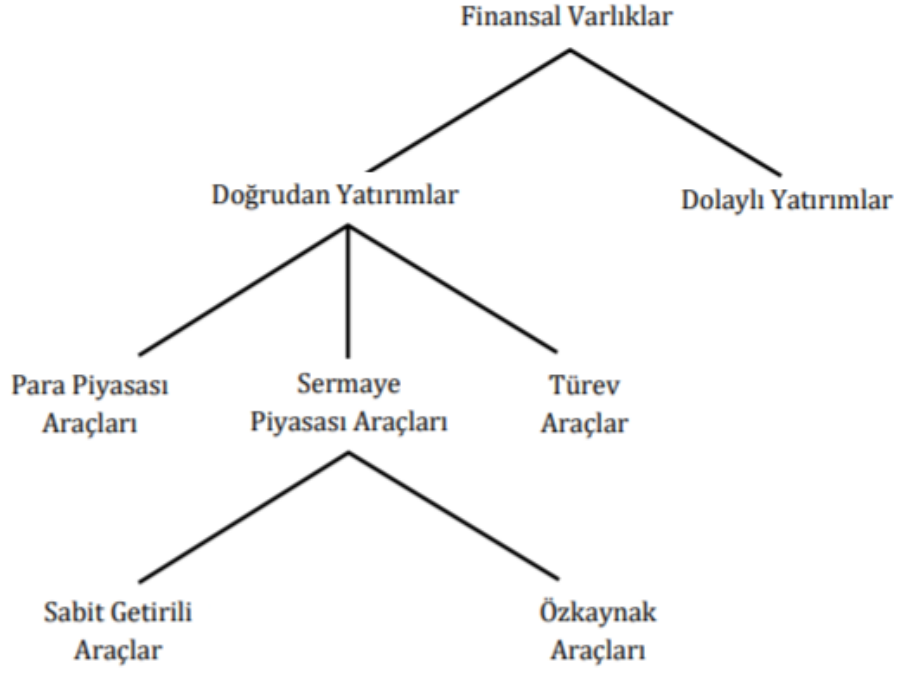 Finansal Varlıklar
Doğrudan Yatırımlar
Dolaylı Yatırımlar
Para Piyasası
Araçları
Sermaye
Piyasası Araçları
Türev
Araçlar
Sabit Getirili
Araçlar
Özkaynak
Araçları